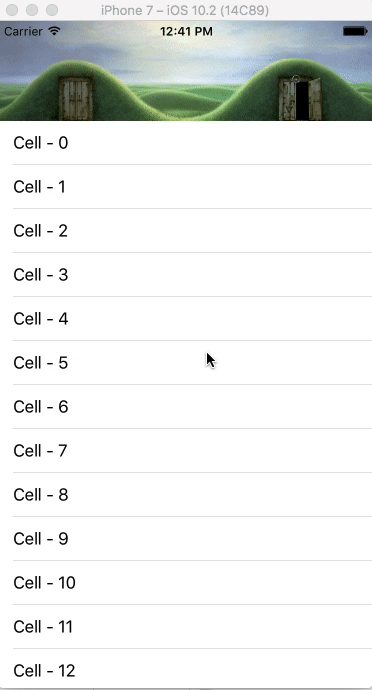 iPhone 7 – iOS 10.2 (14C89)
Carrier 12:41 PM
Cell - 0
Cell - 1
Cell - 2
Cell - 3
Cell - 4
Cell - 5
Cell - 6
Cell - 7
Cell - 8
Cell - 9
Cell - 10
Cell - 11
Cell - 12